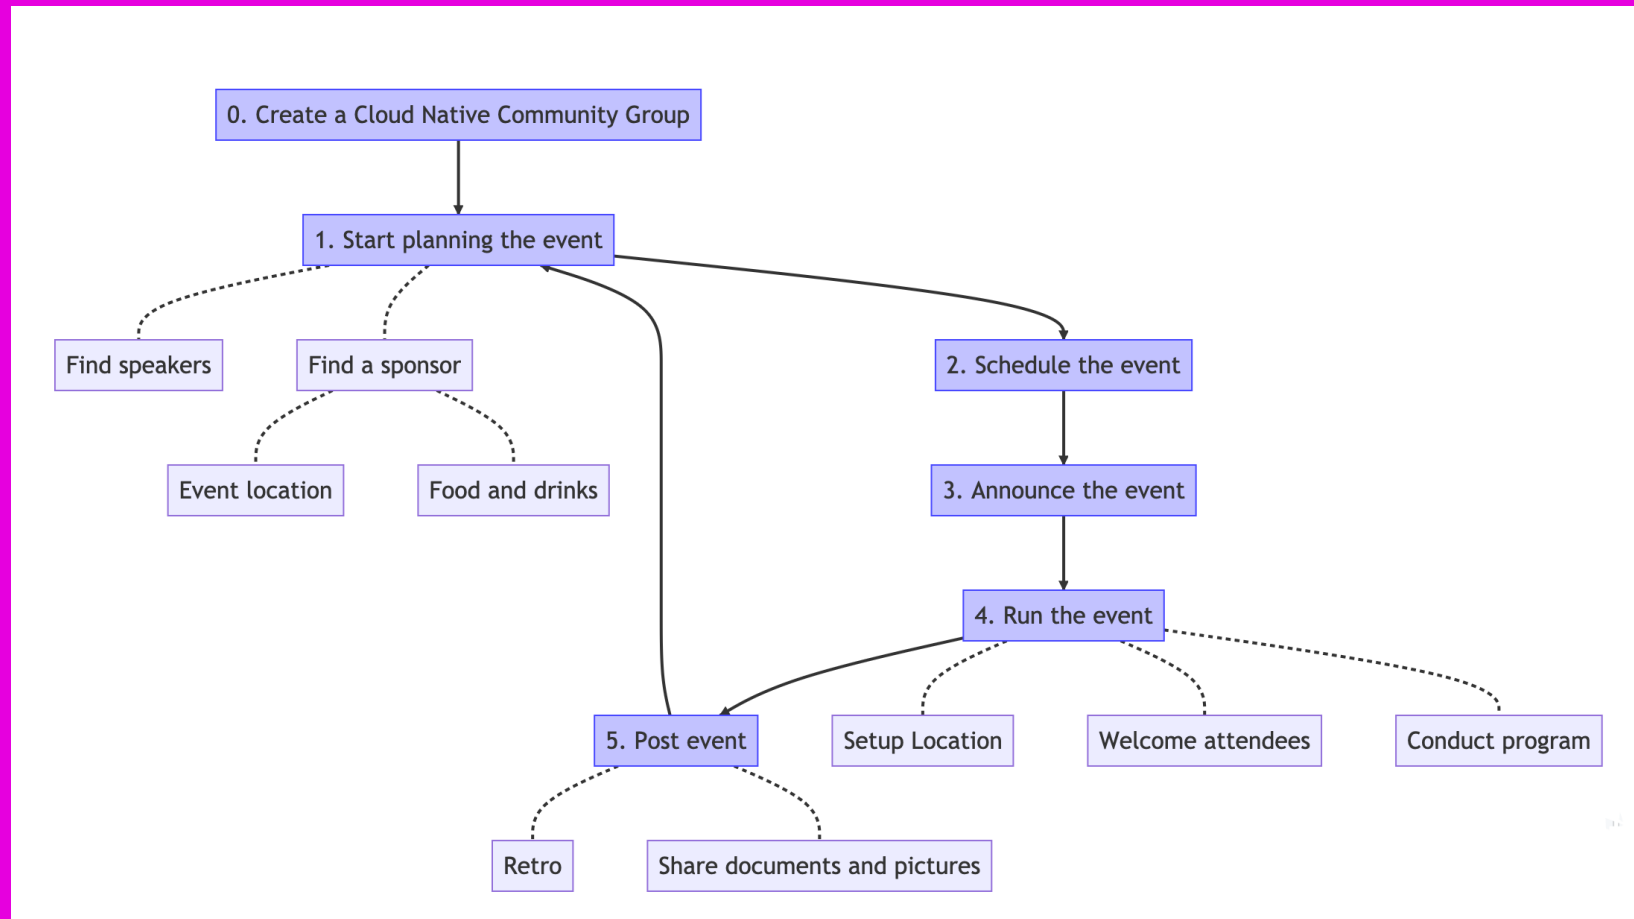 0. Create a Cloud Native Community Group
1. Start planning the event
Find speakers
Find a sponsor
2. Schedule the event
Event location
Food and drinks
3. Announce the event
4. Run the event
5. Post event
Setup Location
Welcome attendees
Conduct program
Retro
Share documents and pictures